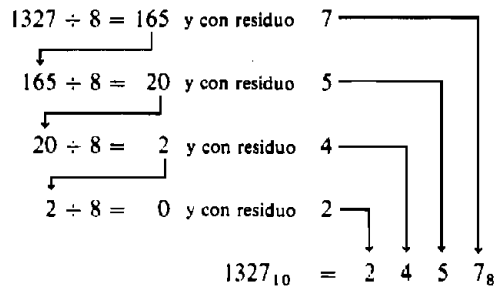 1327 ÷ 8 = 165 y con residuo 7
165 ÷ 8 = 20 y con residuo 5
20 ÷ 8 = 2 y con residuo 4
2 ÷ 8 = 0 y con residuo 2
1327₁₀ = 2 4 5 7₈